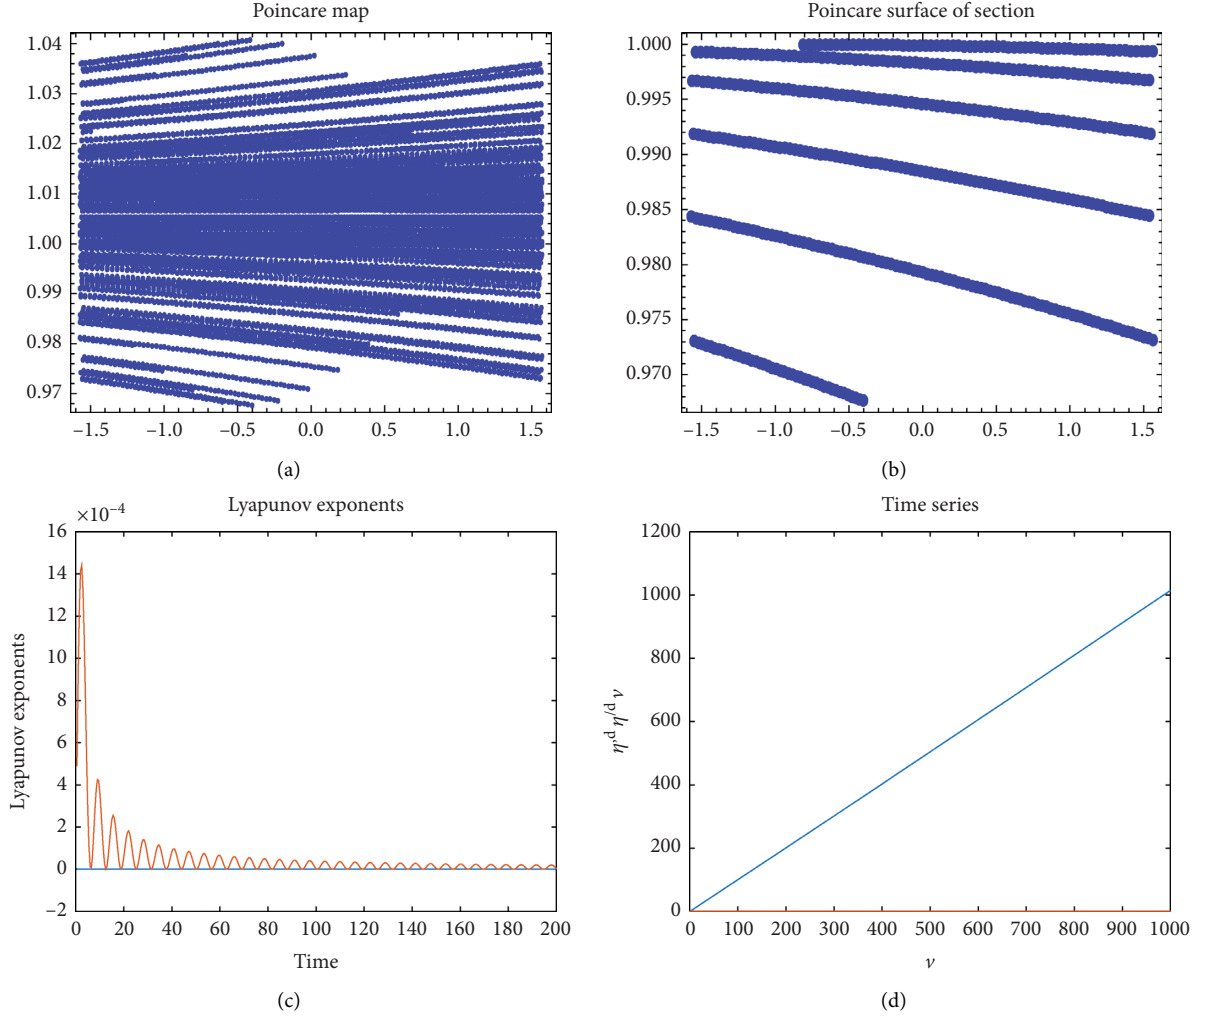 Poincare map
1.04
1.03
1.02
1.01
1.00
0.99
0.98
0.97
−1.5 −1.0 −0.5 0.0 0.5 1.0 1.5
(a)
Poincare surface of section
1.000
0.995
0.990
0.985
0.980
0.975
0.970
−1.5 −1.0 −0.5 0.0 0.5 1.0 1.5
(b)
Lyapunov exponents
×10⁻⁴
16
14
12
10
8
6
4
2
0
−2
Lyapunov exponents
0 20 40 60 80 100 120 140 160 180 200
Time
(c)
Time series
1200
1000
800
600
400
200
0
η,ᵈ η/ᵈ ν
0 100 200 300 400 500 600 700 800 900 1000
ν
(d)